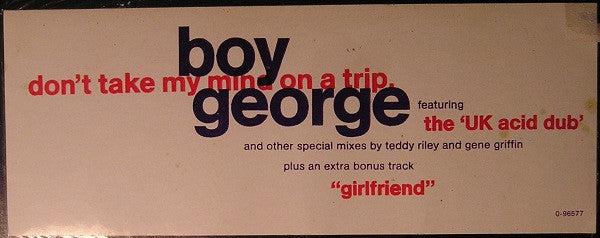 boy
don't take my mind on a trip.
george
featuring
the 'UK acid dub'
and other special mixes by teddy riley and gene griffin
plus an extra bonus track
"girlfriend"
0-96577